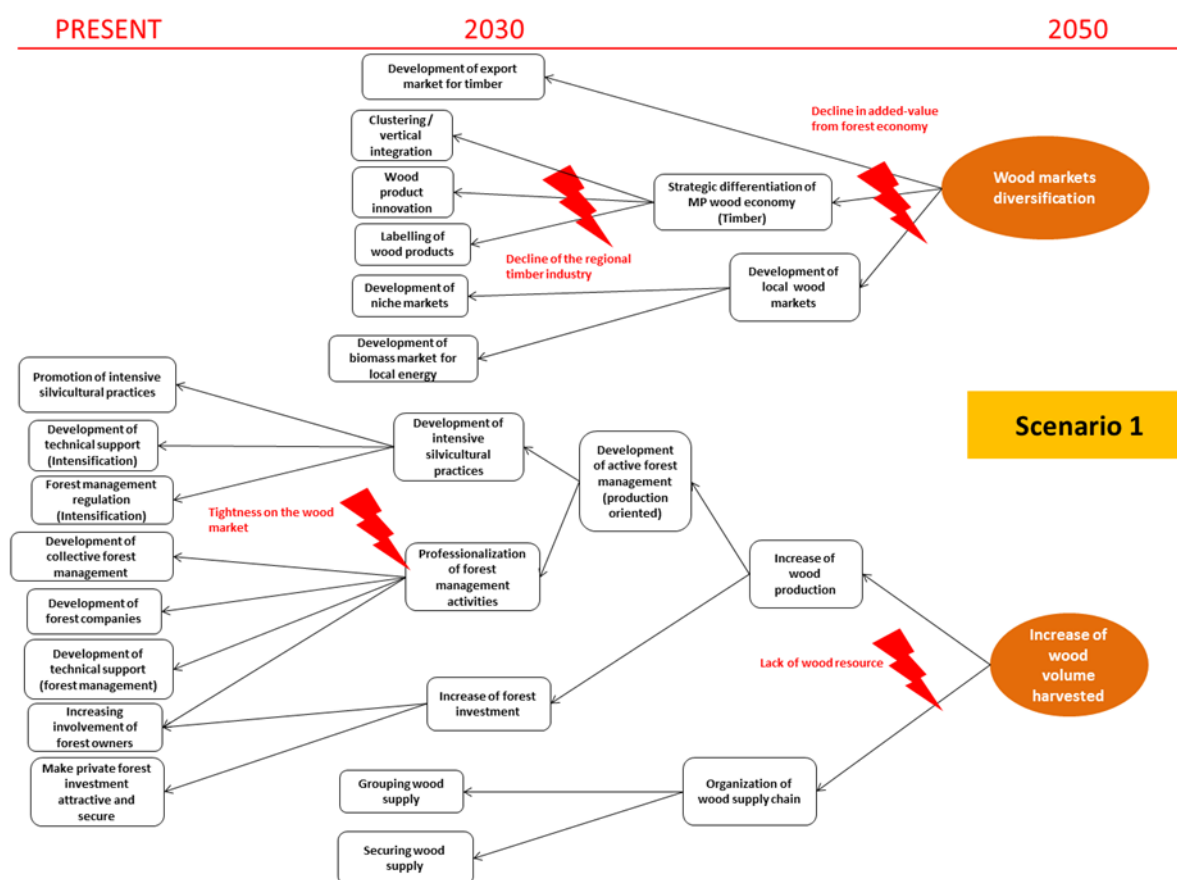 PRESENT
2030
2050
Development of export
market for timber
Decline in added-value
from forest economy
Clustering /
vertical
integration
Wood
product
innovation
Strategic differentiation of
MP wood economy
(Timber)
Wood markets
diversification
Labelling of
wood products
Decline of the regional
timber industry
Development of
niche markets
Development of
local wood
markets
Development of
biomass market for
local energy
Promotion of intensive
silvicultural practices
Development of
technical support
(Intensification)
Forest management
regulation
(Intensification)
Development of
intensive
silvicultural
practices
Development
of active forest
management
(production
oriented)
Scenario 1
Tightness on the wood
market
Development of
collective forest
management
Professionalization
of forest
management
activities
Increase of
wood
production
Development of
forest companies
Development of
technical support
(forest management)
Lack of wood resource
Increase of
wood
volume
harvested
Increasing
involvement of
forest owners
Increase of forest
investment
Make private forest
investment
attractive and
secure
Grouping wood
supply
Organization of
wood supply chain
Securing wood
supply